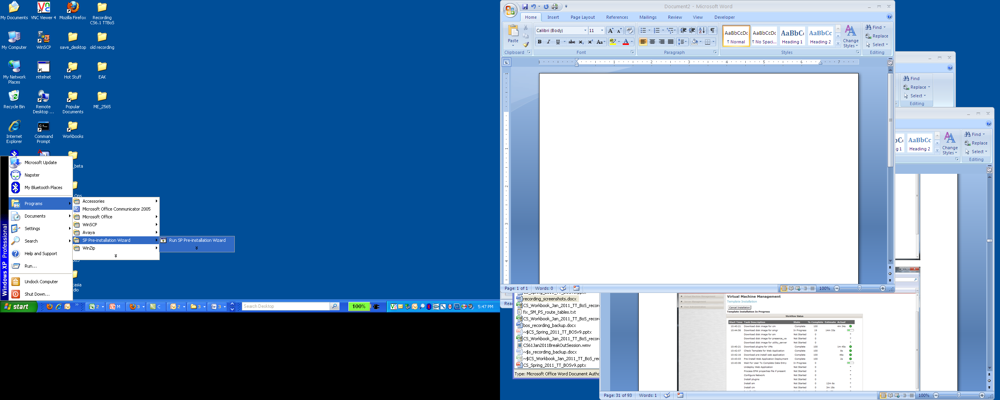 My Documents
VNC Viewer 4
Mozilla Firefox
Recording
CS6.1 TTBoS
My Computer
WinSCP
save_desktop
old recording
My Network
Places
nttelnet
Hot Stuff
EAK
Recycle Bin
Remote
Desktop ...
Popular
Documents
ME_2565
Internet
Explorer
Command
Prompt
Workbooks
_beta
Ops
asia
dio
Windows XP Professional
Microsoft Update
Napster
My Bluetooth Places
Programs
Documents
Settings
Search
Help and Support
Run...
Undock Computer
Shut Down...
Accessories
Microsoft Office Communicator 2005
Microsoft Office
WinSCP
Avaya
SP Pre-installation Wizard
WinZip
Run SP Pre-installation Wizard
start
2
M
3
C
2
3
3
Search Desktop
100%
5:47 PM
Document2 - Microsoft Word
Home Insert Page Layout References Mailings Review View Developer
Paste
Clipboard
Calibri (Body) 11
B I U abc x₂ x² Aa
Font
Paragraph
AaBbCcDc AaBbCcDc AaBbC AaBbCc
¶ Normal ¶ No Spaci... Heading 1 Heading 2
Change
Styles
Styles
Find
Replace
Select
Editing
1 1 2 3 4 5 6 7
1
1
2
3
4
Page: 1 of 1 Words: 0 100%
Find
Replace
Select
Editing
AaBbCc
g 1 Heading 2
Change
Styles
Find
Replace
Select
Editing
Read
recording_screenshots.docx
CS_Workbook_Jan_2011_TT_BoS_recor
fix_SM_PS_route_tables.txt
CS_Workbook_Jan_2011_TT_BoS_recor
bos_recording_backup.docx
~$CS_Spring_2011_TT_BOSv9.pptx
CS_Workbook_Jan_2011_TT_BoS_recor
CS61Jan2011BreakOutSession.wmv
~$s_recording_backup.docx
~$CS_Workbook_Jan_2011_TT_BoS_rec
CS_Spring_2011_TT_BOSv9.pptx
Type: Microsoft Office Word Document Autho
Virtual Machine Management
Server Management
User Administration
Virtual Machine Management
Template Installation
Cancel Installation
Template Installation In Progress
Workflow Status
Start Time Task Description State % Complete Estimate Actual
10:40:21 Download disk image for cm Complete 100 4m 34s
10:44:56 Download disk image for smgr In Progress 19 14m 33s
Download disk image for sm Not Started 0
Download disk image for presence_va Not Started 0
Download disk image for utility_server Not Started 0
10:40:21 Download plugins for VMs Complete 100 1m 45s
10:42:07 Check Template for Web Application Complete 100 8s
10:42:16 Download pre-install web application Complete 100 46s
10:43:03 Pre-Install Web Application Deployment Complete 100 2s
10:43:06 Wait For User To Complete Data Entry In Progress 0
Undeploy Web Application Not Started 0
Process EPW properties file if present Not Started 0
Configure Network Not Started 0
Install plugins Not Started 0
Install sm Not Started 0 12m 6s
Install cm Not Started 0 3m 18s
Page: 31 of 93 Words: 1 100%